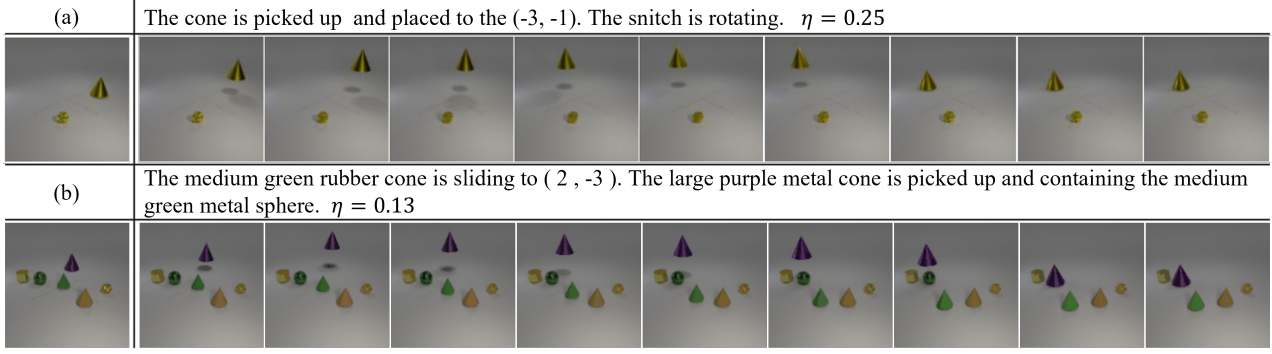 (a)
The cone is picked up and placed to the (-3, -1). The snitch is rotating. η = 0.25
(b)
The medium green rubber cone is sliding to ( 2 , -3 ). The large purple metal cone is picked up and containing the medium
green metal sphere. η = 0.13